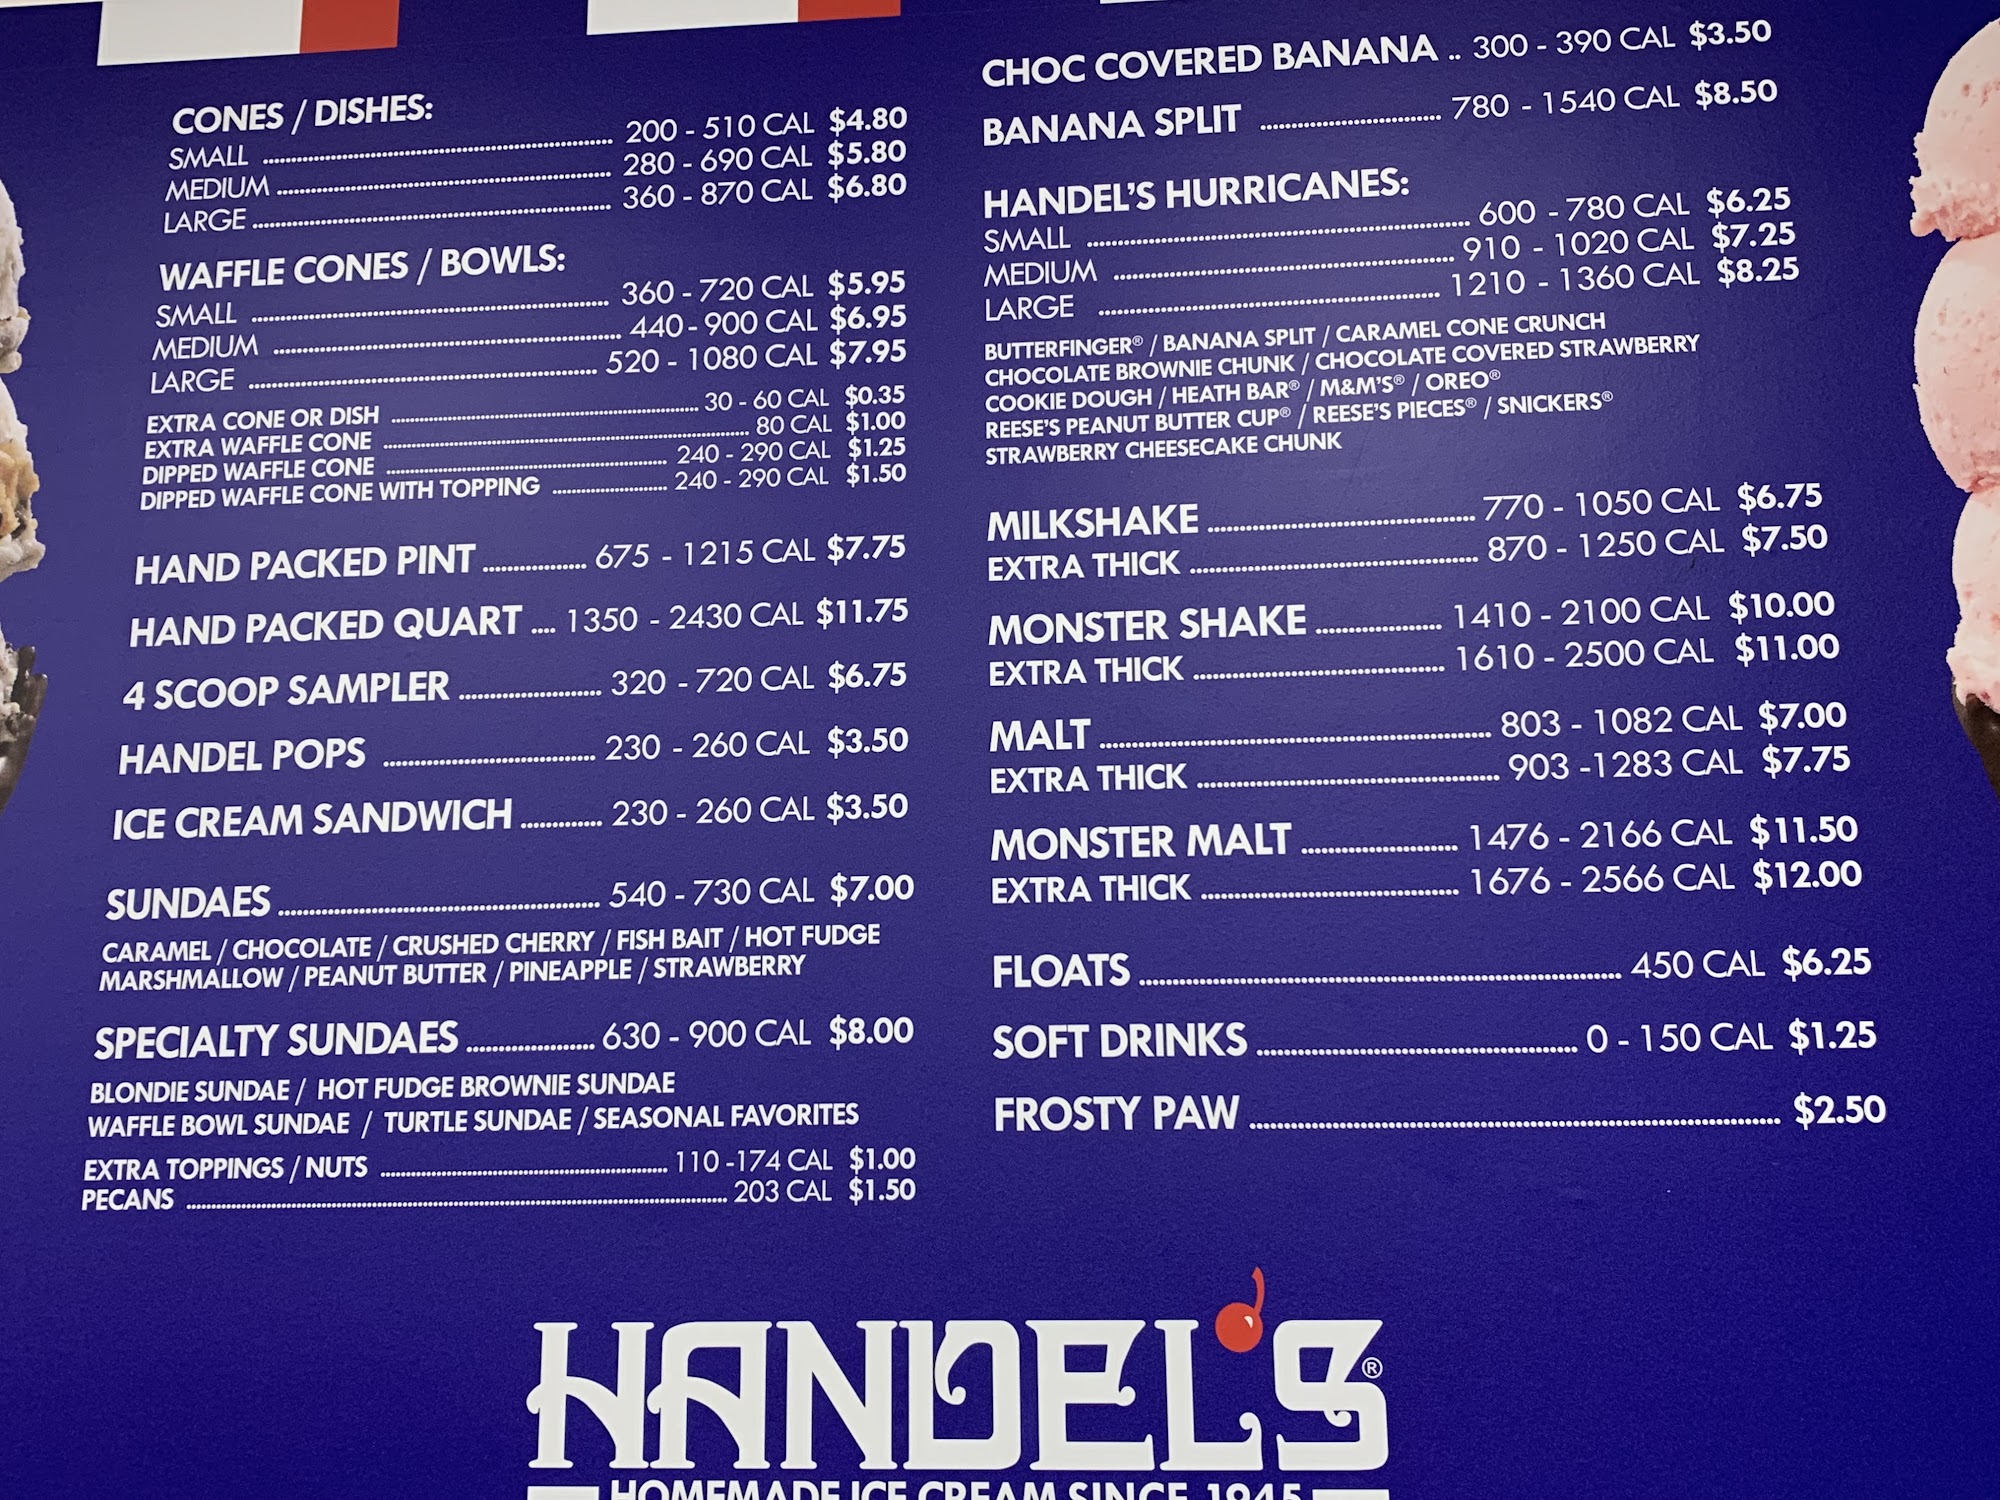 CONES / DISHES:
SMALL ........ 200 - 510 CAL $4.80
MEDIUM ........ 280 - 690 CAL $5.80
LARGE ........ 360 - 870 CAL $6.80
WAFFLE CONES / BOWLS:
SMALL ........ 360 - 720 CAL $5.95
MEDIUM ........ 440 - 900 CAL $6.95
LARGE ........ 520 - 1080 CAL $7.95
EXTRA CONE OR DISH ........ 30 - 60 CAL $0.35
EXTRA WAFFLE CONE ........ 80 CAL $1.00
DIPPED WAFFLE CONE ........ 240 - 290 CAL $1.25
DIPPED WAFFLE CONE WITH TOPPING ........ 240 - 290 CAL $1.50
HAND PACKED PINT ........ 675 - 1215 CAL $7.75
HAND PACKED QUART .... 1350 - 2430 CAL $11.75
4 SCOOP SAMPLER ........ 320 - 720 CAL $6.75
HANDEL POPS ........ 230 - 260 CAL $3.50
ICE CREAM SANDWICH ........ 230 - 260 CAL $3.50
SUNDAES ........ 540 - 730 CAL $7.00
CARAMEL / CHOCOLATE / CRUSHED CHERRY / FISH BAIT / HOT FUDGE
MARSHMALLOW / PEANUT BUTTER / PINEAPPLE / STRAWBERRY
SPECIALTY SUNDAES ........ 630 - 900 CAL $8.00
BLONDIE SUNDAE / HOT FUDGE BROWNIE SUNDAE
WAFFLE BOWL SUNDAE / TURTLE SUNDAE / SEASONAL FAVORITES
EXTRA TOPPINGS / NUTS ........ 110 -174 CAL $1.00
PECANS ........ 203 CAL $1.50
CHOC COVERED BANANA .. 300 - 390 CAL $3.50
BANANA SPLIT ........ 780 - 1540 CAL $8.50
HANDEL'S HURRICANES:
SMALL ........ 600 - 780 CAL $6.25
MEDIUM ........ 910 - 1020 CAL $7.25
LARGE ........ 1210 - 1360 CAL $8.25
BUTTERFINGER® / BANANA SPLIT / CARAMEL CONE CRUNCH
CHOCOLATE BROWNIE CHUNK / CHOCOLATE COVERED STRAWBERRY
COOKIE DOUGH / HEATH BAR® / M&M'S® / OREO®
REESE'S PEANUT BUTTER CUP® / REESE'S PIECES® / SNICKERS®
STRAWBERRY CHEESECAKE CHUNK
MILKSHAKE ........ 770 - 1050 CAL $6.75
EXTRA THICK ........ 870 - 1250 CAL $7.50
MONSTER SHAKE ........ 1410 - 2100 CAL $10.00
EXTRA THICK ........ 1610 - 2500 CAL $11.00
MALT ........ 803 - 1082 CAL $7.00
EXTRA THICK ........ 903 -1283 CAL $7.75
MONSTER MALT ........ 1476 - 2166 CAL $11.50
EXTRA THICK ........ 1676 - 2566 CAL $12.00
FLOATS ........ 450 CAL $6.25
SOFT DRINKS ........ 0 - 150 CAL $1.25
FROSTY PAW ........ $2.50
HANDEL'S®
HOMEMADE ICE CREAM SINCE 1945